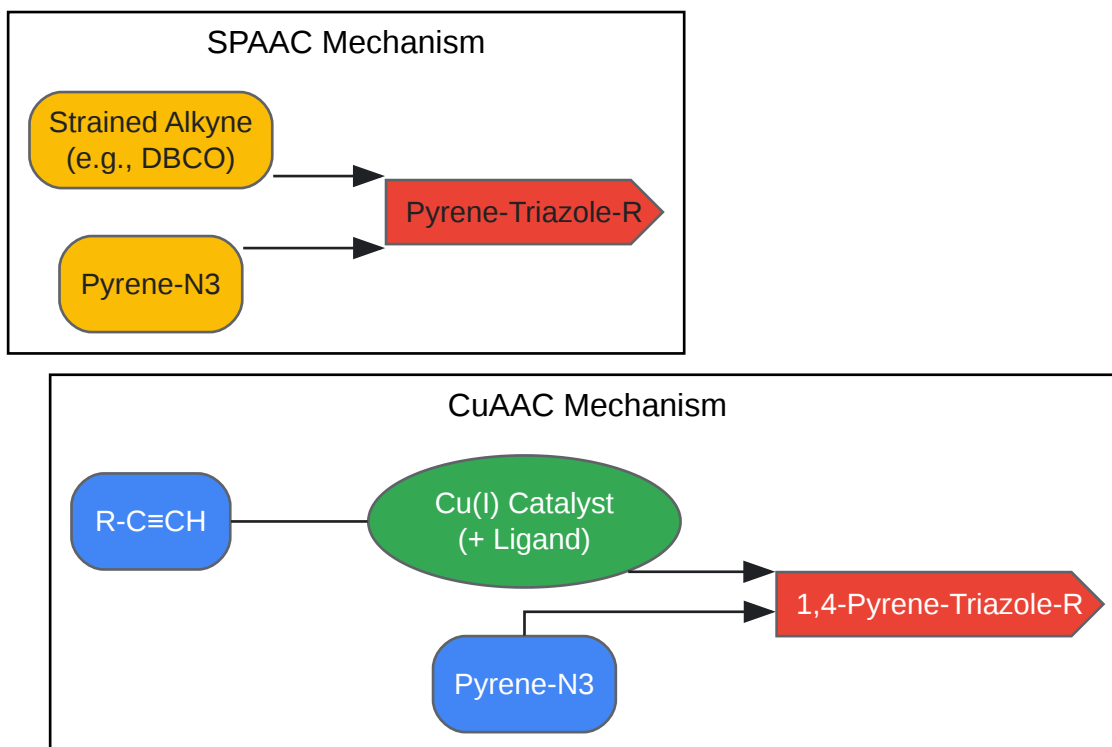 SPAAC Mechanism
Strained Alkyne
(e.g., DBCO)
Pyrene-Triazole-R
Pyrene-N3
CuAAC Mechanism
R-C≡CH
Cu(I) Catalyst
(+ Ligand)
1,4-Pyrene-Triazole-R
Pyrene-N3